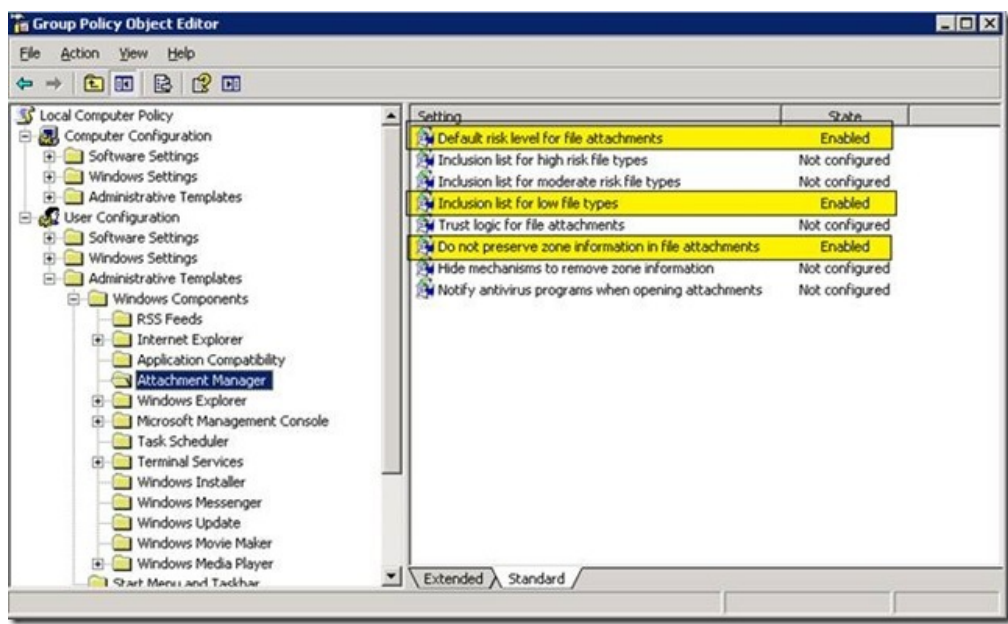 Group Policy Object Editor
File Action View Help
Local Computer Policy
Computer Configuration
Software Settings
Windows Settings
Administrative Templates
User Configuration
Software Settings
Windows Settings
Administrative Templates
Windows Components
RSS Feeds
Internet Explorer
Application Compatibility
Attachment Manager
Windows Explorer
Microsoft Management Console
Task Scheduler
Terminal Services
Windows Installer
Windows Messenger
Windows Update
Windows Movie Maker
Windows Media Player
Start Menu and Taskbar
Setting State
Default risk level for file attachments Enabled
Inclusion list for high risk file types Not configured
Inclusion list for moderate risk file types Not configured
Inclusion list for low file types Enabled
Trust logic for file attachments Not configured
Do not preserve zone information in file attachments Enabled
Hide mechanisms to remove zone information Not configured
Notify antivirus programs when opening attachments Not configured
Extended Standard